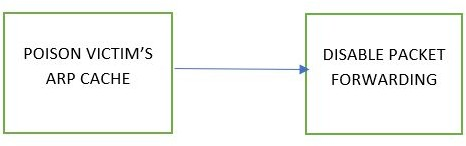 POISON VICTIM'S
ARP CACHE
DISABLE PACKET
FORWARDING